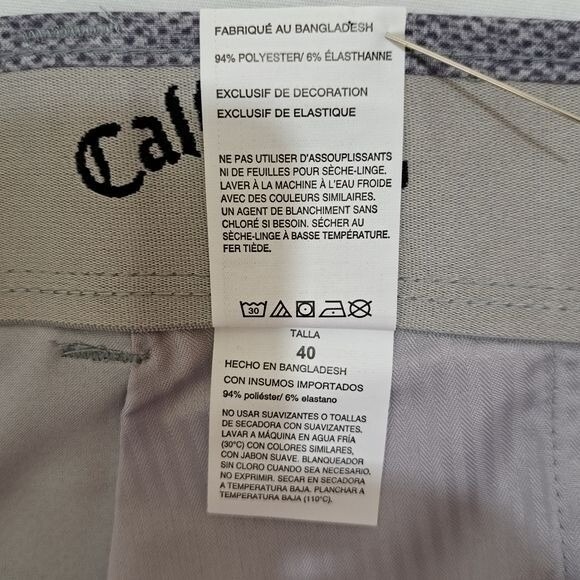 FABRIQUÉ AU BANGLADESH
94% POLYESTER/ 6% ÉLASTHANNE
EXCLUSIF DE DECORATION
EXCLUSIF DE ELASTIQUE
Cal
NE PAS UTILISER D'ASSOUPLISSANTS
NI DE FEUILLES POUR SÈCHE-LINGE.
LAVER À LA MACHINE À L'EAU FROIDE
AVEC DES COULEURS SIMILAIRES.
UN AGENT DE BLANCHIMENT SANS
CHLORÉ SI BESOIN. SÉCHER AU
SÈCHE-LINGE À BASSE TEMPÉRATURE.
FER TIÈDE.
30
TALLA
40
HECHO EN BANGLADESH
CON INSUMOS IMPORTADOS
94% poliéster/ 6% elastano
NO USAR SUAVIZANTES O TOALLAS
DE SECADORA CON SUAVIZANTES,
LAVAR A MÁQUINA EN AGUA FRÍA
(30°C) CON COLORES SIMILARES,
CON JABON SUAVE. BLANQUEADOR
SIN CLORO CUANDO SEA NECESARIO.
NO EXPRIMIR. SECAR EN SECADORA
A TEMPERATURA BAJA. PLANCHAR A
TEMPERATURA BAJA (110°C).